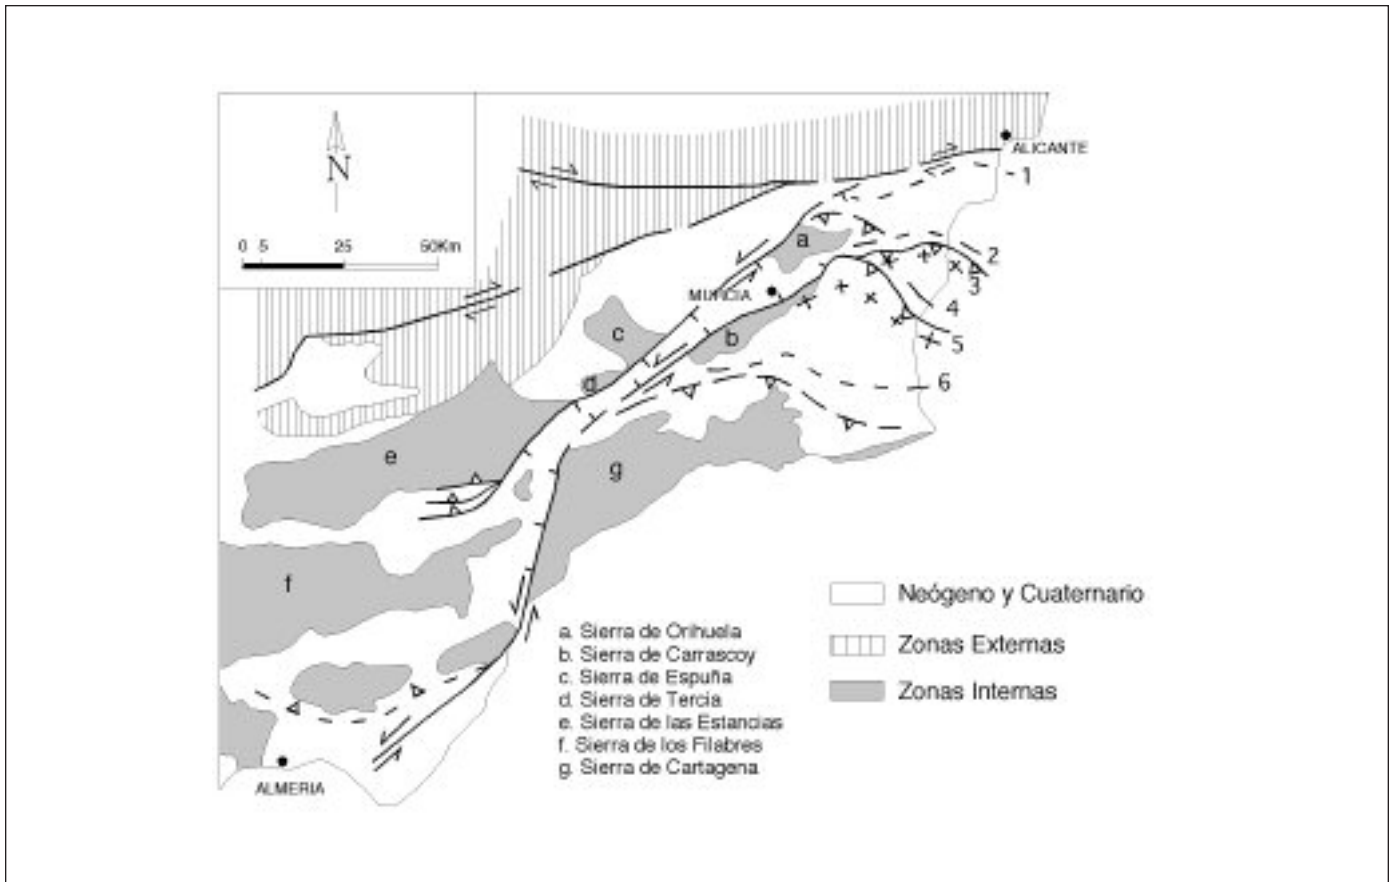 ALICANTE
1
N
0 5 25 50Km
a
2
3
MURCIA
4
c
b
5
d
6
e
g
f
Neógeno y Cuaternario
Zonas Externas
Zonas Internas
a. Sierra de Orihuela
b. Sierra de Carrascoy
c. Sierra de Espuña
d. Sierra de Tercia
e. Sierra de las Estancias
f. Sierra de los Filabres
g. Sierra de Cartagena
ALMERIA